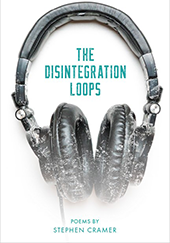 THE
DISINTEGRATION
LOOPS
POEMS BY
STEPHEN CRAMER